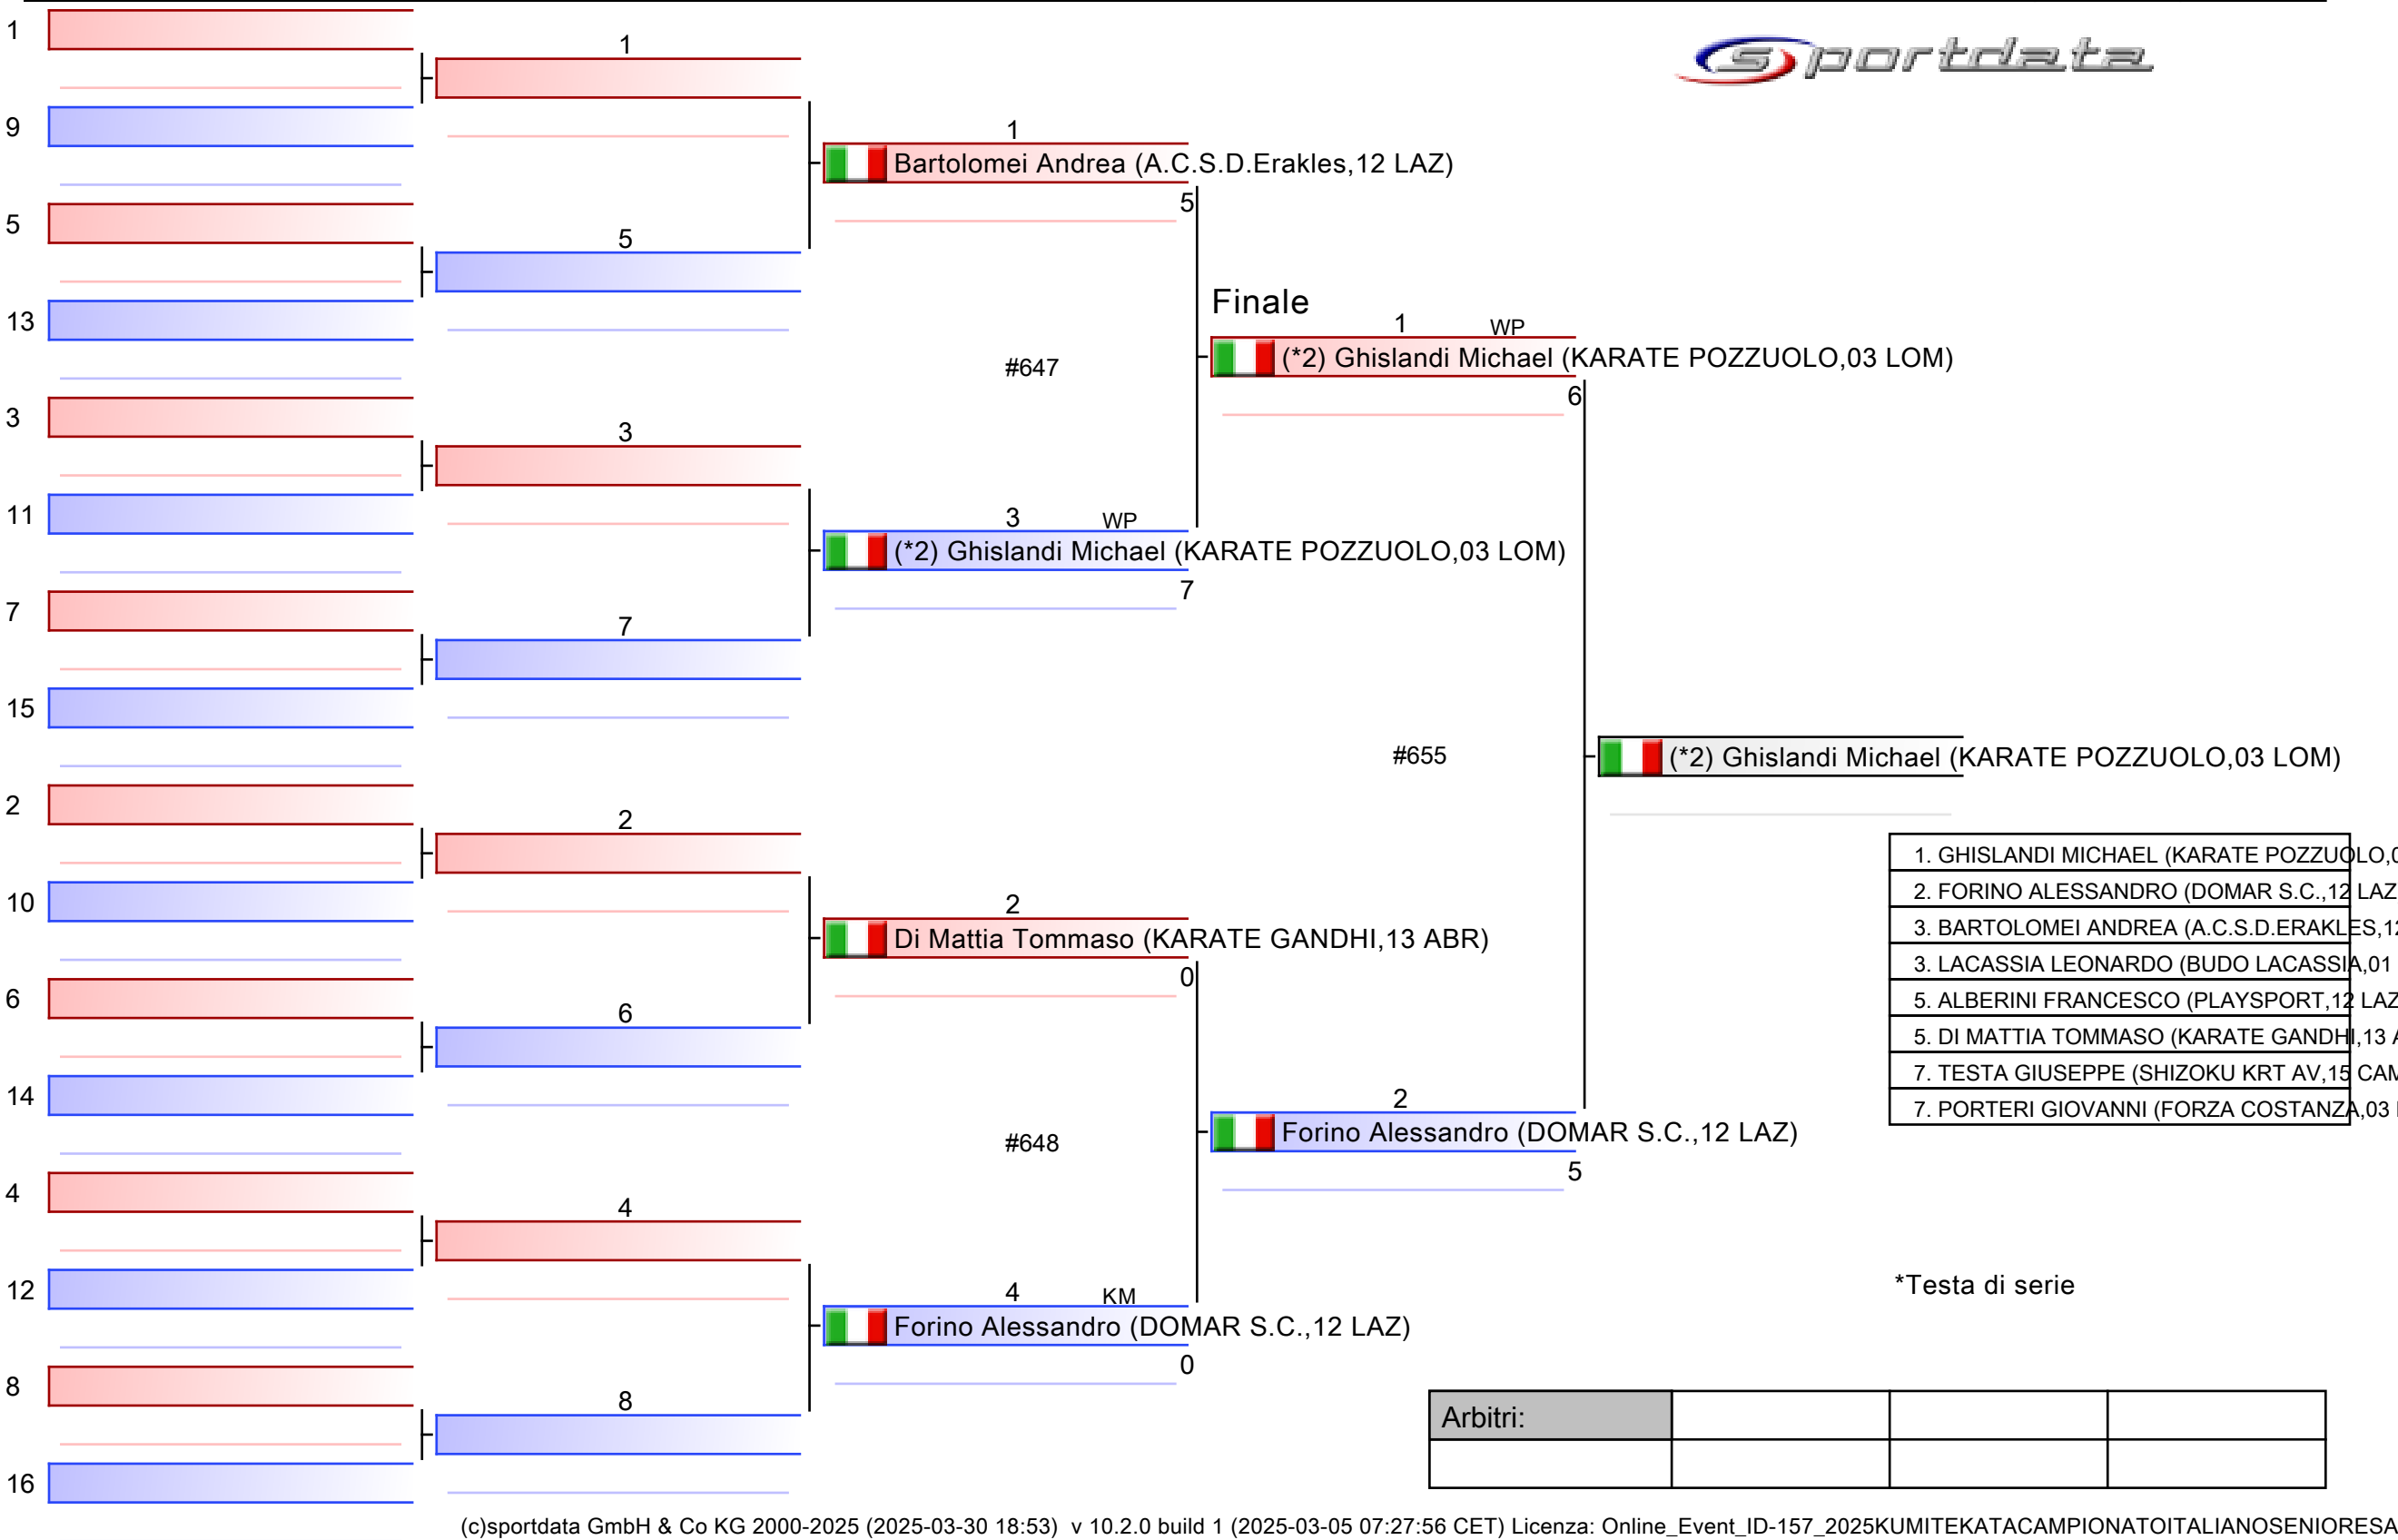 sportdata
1
9
5
13
3
11
7
15
2
10
6
14
4
12
8
16
1
5
3
7
2
6
4
8
1
Bartolomei Andrea (A.C.S.D.Erakles,12 LAZ)
5
#647
3 WP
(*2) Ghislandi Michael (KARATE POZZUOLO,03 LOM)
7
2
Di Mattia Tommaso (KARATE GANDHI,13 ABR)
0
#648
4 KM
Forino Alessandro (DOMAR S.C.,12 LAZ)
0
Finale
1 WP
(*2) Ghislandi Michael (KARATE POZZUOLO,03 LOM)
6
#655
2
Forino Alessandro (DOMAR S.C.,12 LAZ)
5
(*2) Ghislandi Michael (KARATE POZZUOLO,03 LOM)
1. GHISLANDI MICHAEL (KARATE POZZUOLO,0
2. FORINO ALESSANDRO (DOMAR S.C.,12 LAZ
3. BARTOLOMEI ANDREA (A.C.S.D.ERAKLES,12
3. LACASSIA LEONARDO (BUDO LACASSIA,01
5. ALBERINI FRANCESCO (PLAYSPORT,12 LAZ
5. DI MATTIA TOMMASO (KARATE GANDHI,13 A
7. TESTA GIUSEPPE (SHIZOKU KRT AV,15 CAM
7. PORTERI GIOVANNI (FORZA COSTANZA,03
*Testa di serie
Arbitri:
(c)sportdata GmbH & Co KG 2000-2025 (2025-03-30 18:53) v 10.2.0 build 1 (2025-03-05 07:27:56 CET) Licenza: Online_Event_ID-157_2025KUMITEKATACAMPIONATOITALIANOSENIORESA